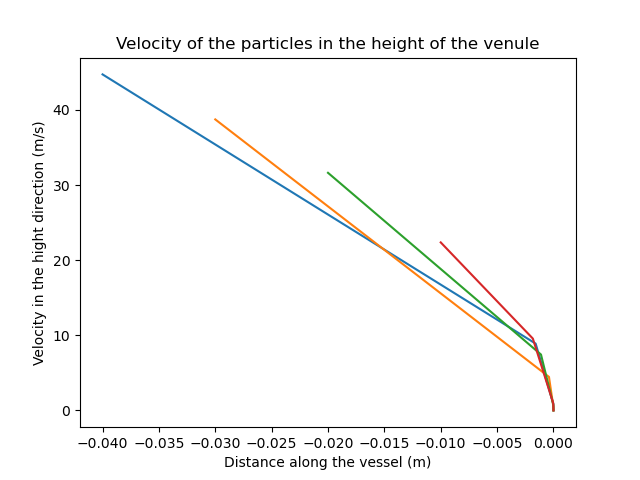 Velocity of the particles in the height of the venule
Velocity in the hight direction (m/s)
40
30
20
10
0
−0.040 −0.035 −0.030 −0.025 −0.020 −0.015 −0.010 −0.005 0.000
Distance along the vessel (m)